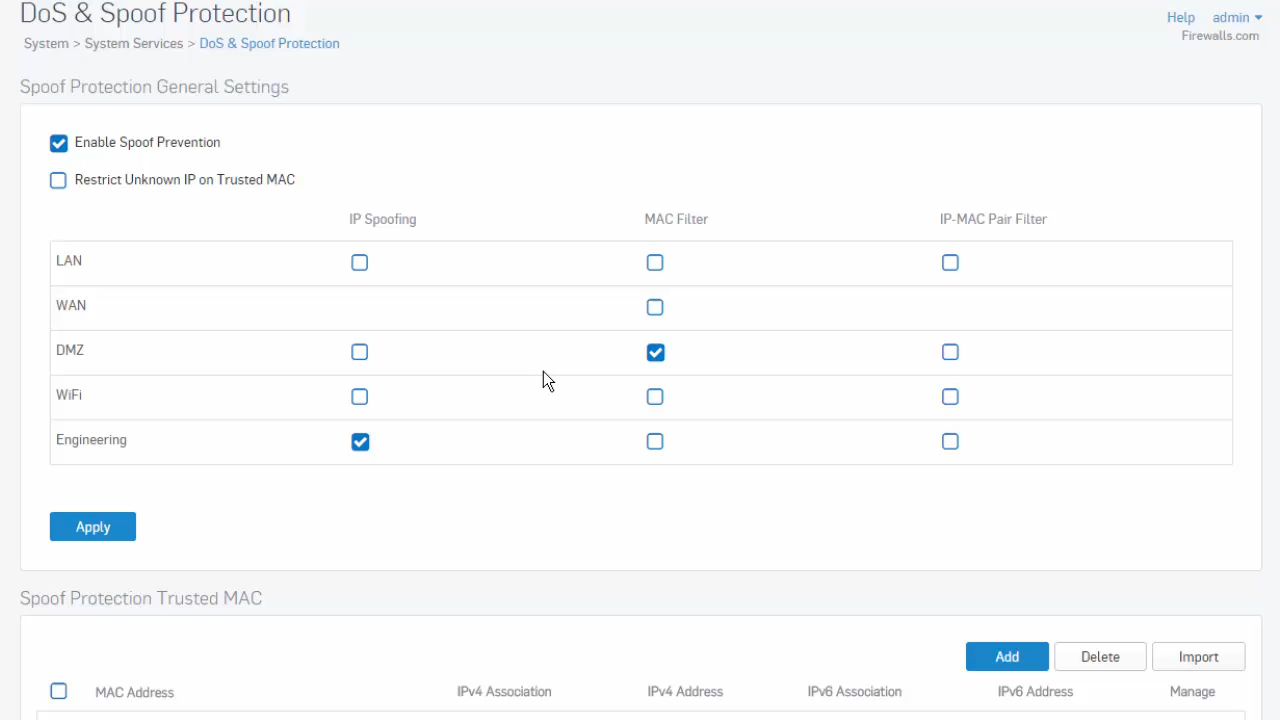 DoS & Spoof Protection
Help admin
Firewalls.com
System > System Services > DoS & Spoof Protection
Spoof Protection General Settings
Enable Spoof Prevention
Restrict Unknown IP on Trusted MAC
IP Spoofing MAC Filter IP-MAC Pair Filter
LAN
WAN
DMZ
WiFi
Engineering
Apply
Spoof Protection Trusted MAC
Add Delete Import
MAC Address IPv4 Association IPv4 Address IPv6 Association IPv6 Address Manage